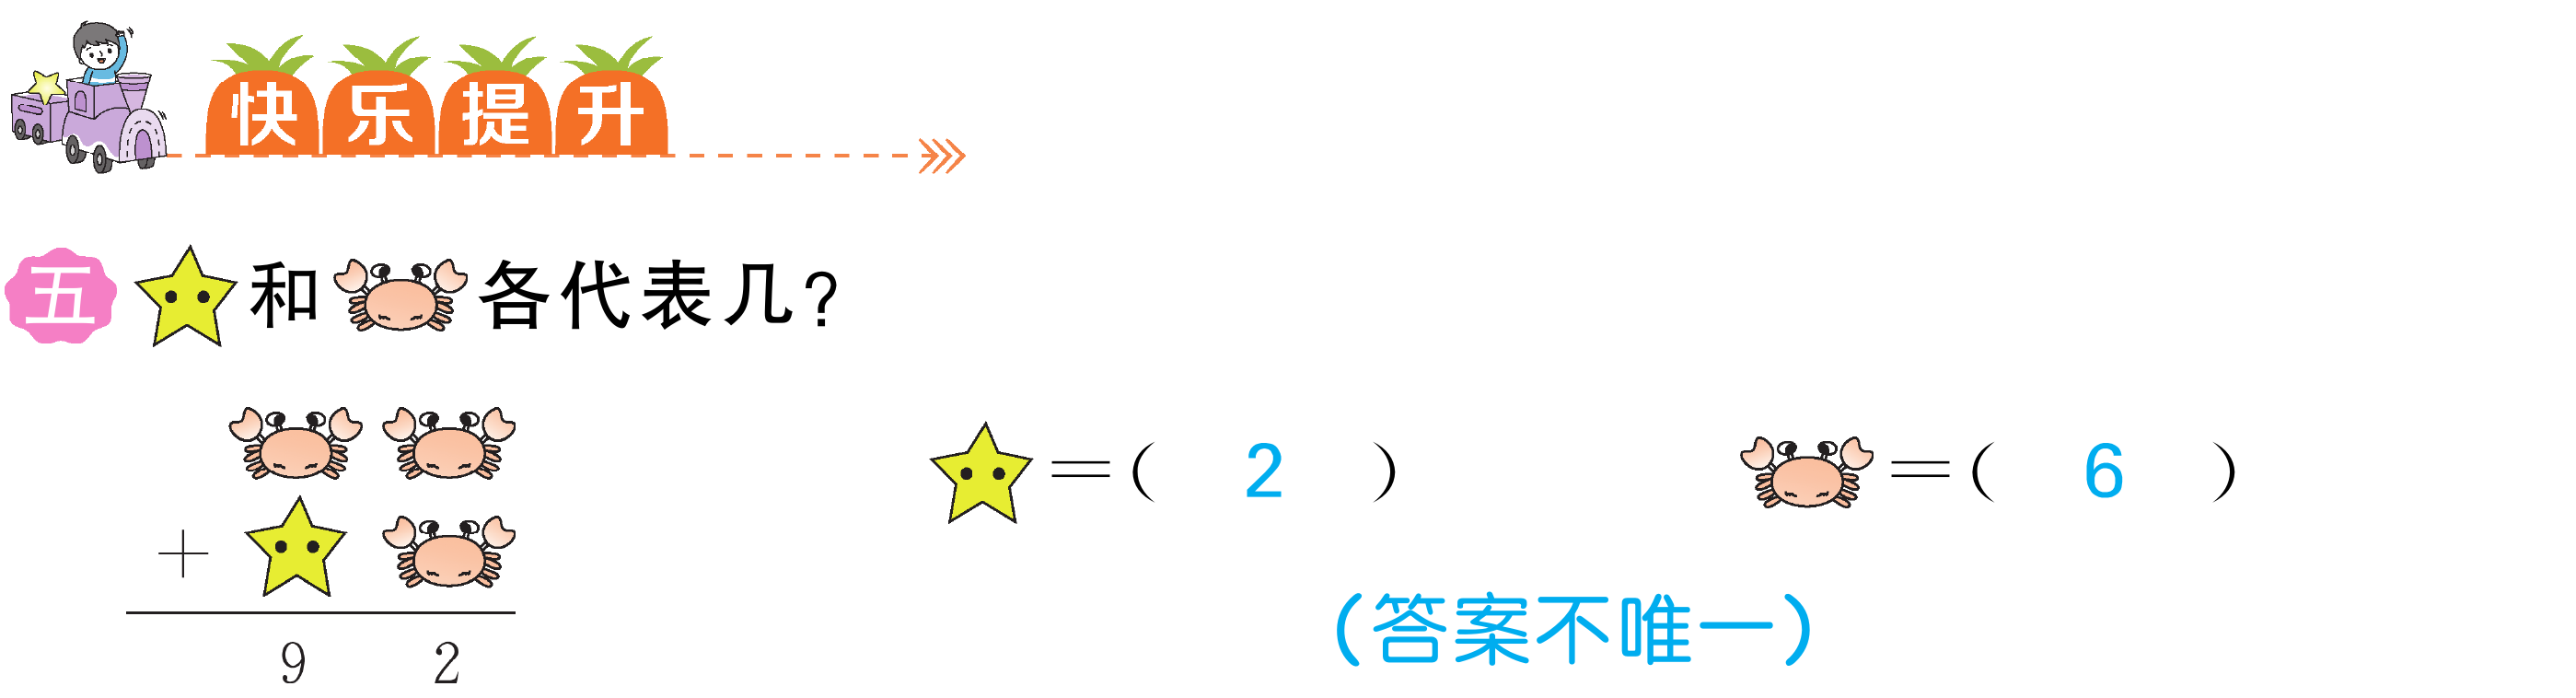 快乐提升
五 和 各代表几?
=( 2 ) =( 6 )
+
(答案不唯一)
9 2